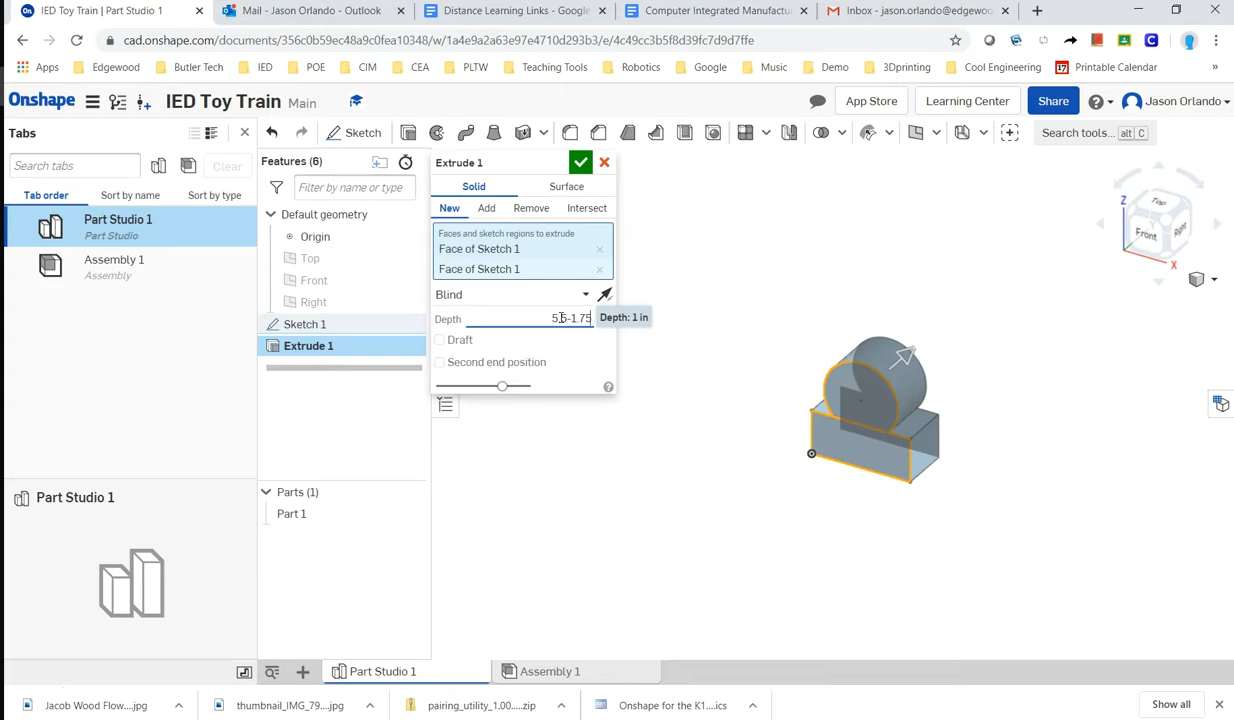 IED Toy Train | Part Studio 1
Mail - Jason Orlando - Outlook
Distance Learning Links - Google
Computer Integrated Manufactu
Inbox - jason.orlando@edgewoo
cad.onshape.com/documents/356c0b59ec48a9c0fea10348/w/1a4e9a2ac6936e9e4710d293b3/e/4c49cc3b5f8d39fc7d9d7ffe
Apps
Edgewood
Butler Tech
IED
POE
CIM
CEA
PLTW
Teaching Tools
Robotics
Google
Music
Demo
3Dprinting
Cool Engineering
17
Printable Calendar
»
On
Onshape
IED Toy Train
Main
App Store
Learning Center
Share
Jason Orlando
Tabs
Sketch
Search tools...
alt
C
Search tabs
Clear
Tab order
Sort by name
Sort by type
Part Studio 1
Part Studio
Assembly 1
Assembly
Part Studio 1
Features (6)
Filter by name or type
Default geometry
Origin
Top
Front
Right
Sketch 1
Extrude 1
Parts (1)
Part 1
Extrude 1
Solid
Surface
New
Add
Remove
Intersect
Faces and sketch regions to extrude
Face of Sketch 1
Face of Sketch 1
Blind
Depth
5.5-1.75
Depth: 1 in
Draft
Second end position
Z
Top
Front
Right
X
Part Studio 1
Assembly 1
Jacob Wood Flow....jpg
thumbnail_IMG_79....jpg
pairing_utility_1.00....zip
Onshape for the K1....ics
Show all